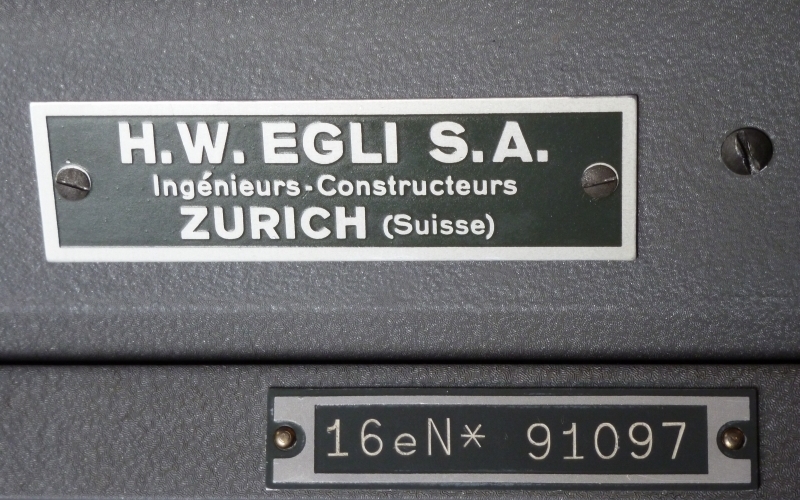 H.W. EGLI S.A.
Ingénieurs-Constructeurs
ZURICH (Suisse)
16eN* 91097